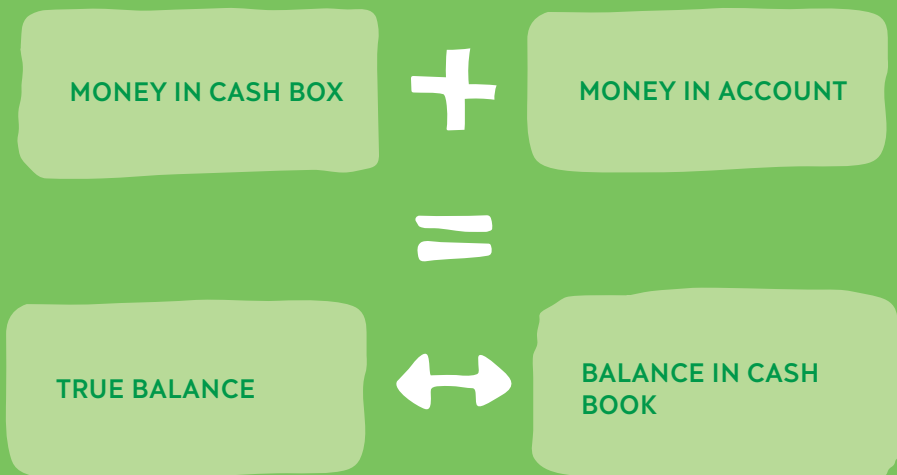 MONEY IN CASH BOX
MONEY IN ACCOUNT
TRUE BALANCE
BALANCE IN CASH
BOOK